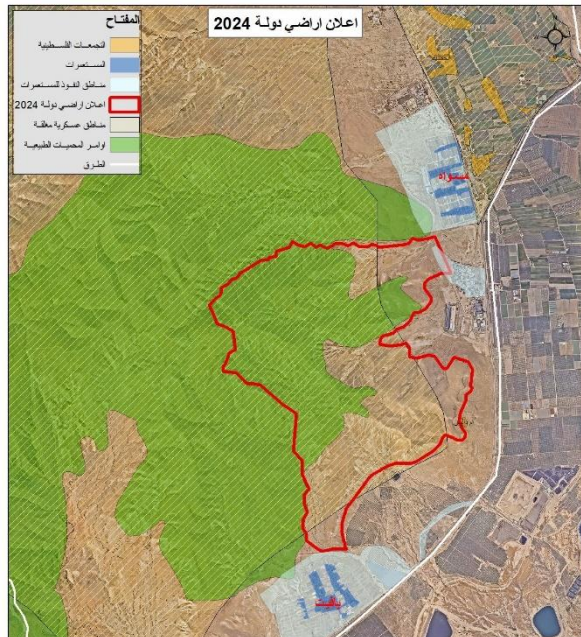 اعلان اراضي دولة 2024
المفتاح
التجمعات الفلسطينية
المستعمرات
مناطق النفوذ للمستعمرات
اعلان اراضي دولة 2024
مناطق عسكرية مغلقة
اوامر المحميات الطبيعية
الطرق
مسواه
يافيت